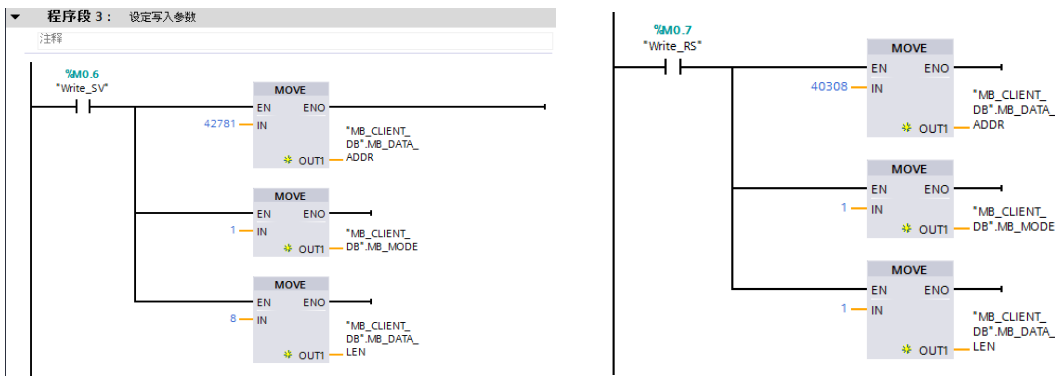 程序段 3： 设定写入参数
注释
%M0.6
"Write_SV"
MOVE
EN ENO
42781 IN
"MB_CLIENT_
DB".MB_DATA_
OUT1 ADDR
MOVE
EN ENO
1 IN
"MB_CLIENT_
OUT1 DB".MB_MODE
MOVE
EN ENO
8 IN
"MB_CLIENT_
DB".MB_DATA_
OUT1 LEN
%M0.7
"Write_RS"
MOVE
EN ENO
40308 IN
"MB_CLIENT_
DB".MB_DATA_
OUT1 ADDR
MOVE
EN ENO
1 IN
"MB_CLIENT_
OUT1 DB".MB_MODE
MOVE
EN ENO
1 IN
"MB_CLIENT_
DB".MB_DATA_
OUT1 LEN